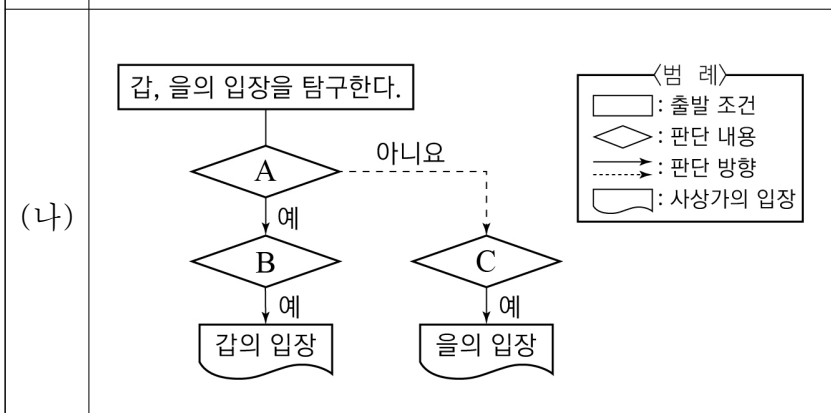 갑, 을의 입장을 탐구한다.
〈범 례〉
: 출발 조건
: 판단 내용
: 판단 방향
: 사상가의 입장
A
아니요
예
(나)
B
C
예
예
갑의 입장
을의 입장